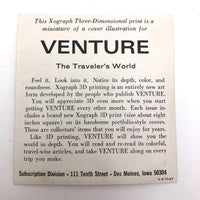 This Xograph Three-Dimensional print is a
miniature of a cover illustration for
VENTURE
The Traveler's World
Feel it. Look into it. Notice its depth, color, and
roundness. Xograph 3D printing is an entirely new art
form developed by the people who publish VENTURE.
You will appreciate 3D even more when you start
getting VENTURE every other month. Each issue in-
cludes a brand new Xograph 3D print (size about eight
inches square) on its handsome portfolio-style covers.
These are collectors' items that you will enjoy for years.
Like 3D printing, VENTURE will show you the
world in depth. You will read and re-read its colorful,
travel-wise articles, and take VENTURE along on every
trip you make.
Subscription Division - 111 Tenth Street - Des Moines, Iowa 50304